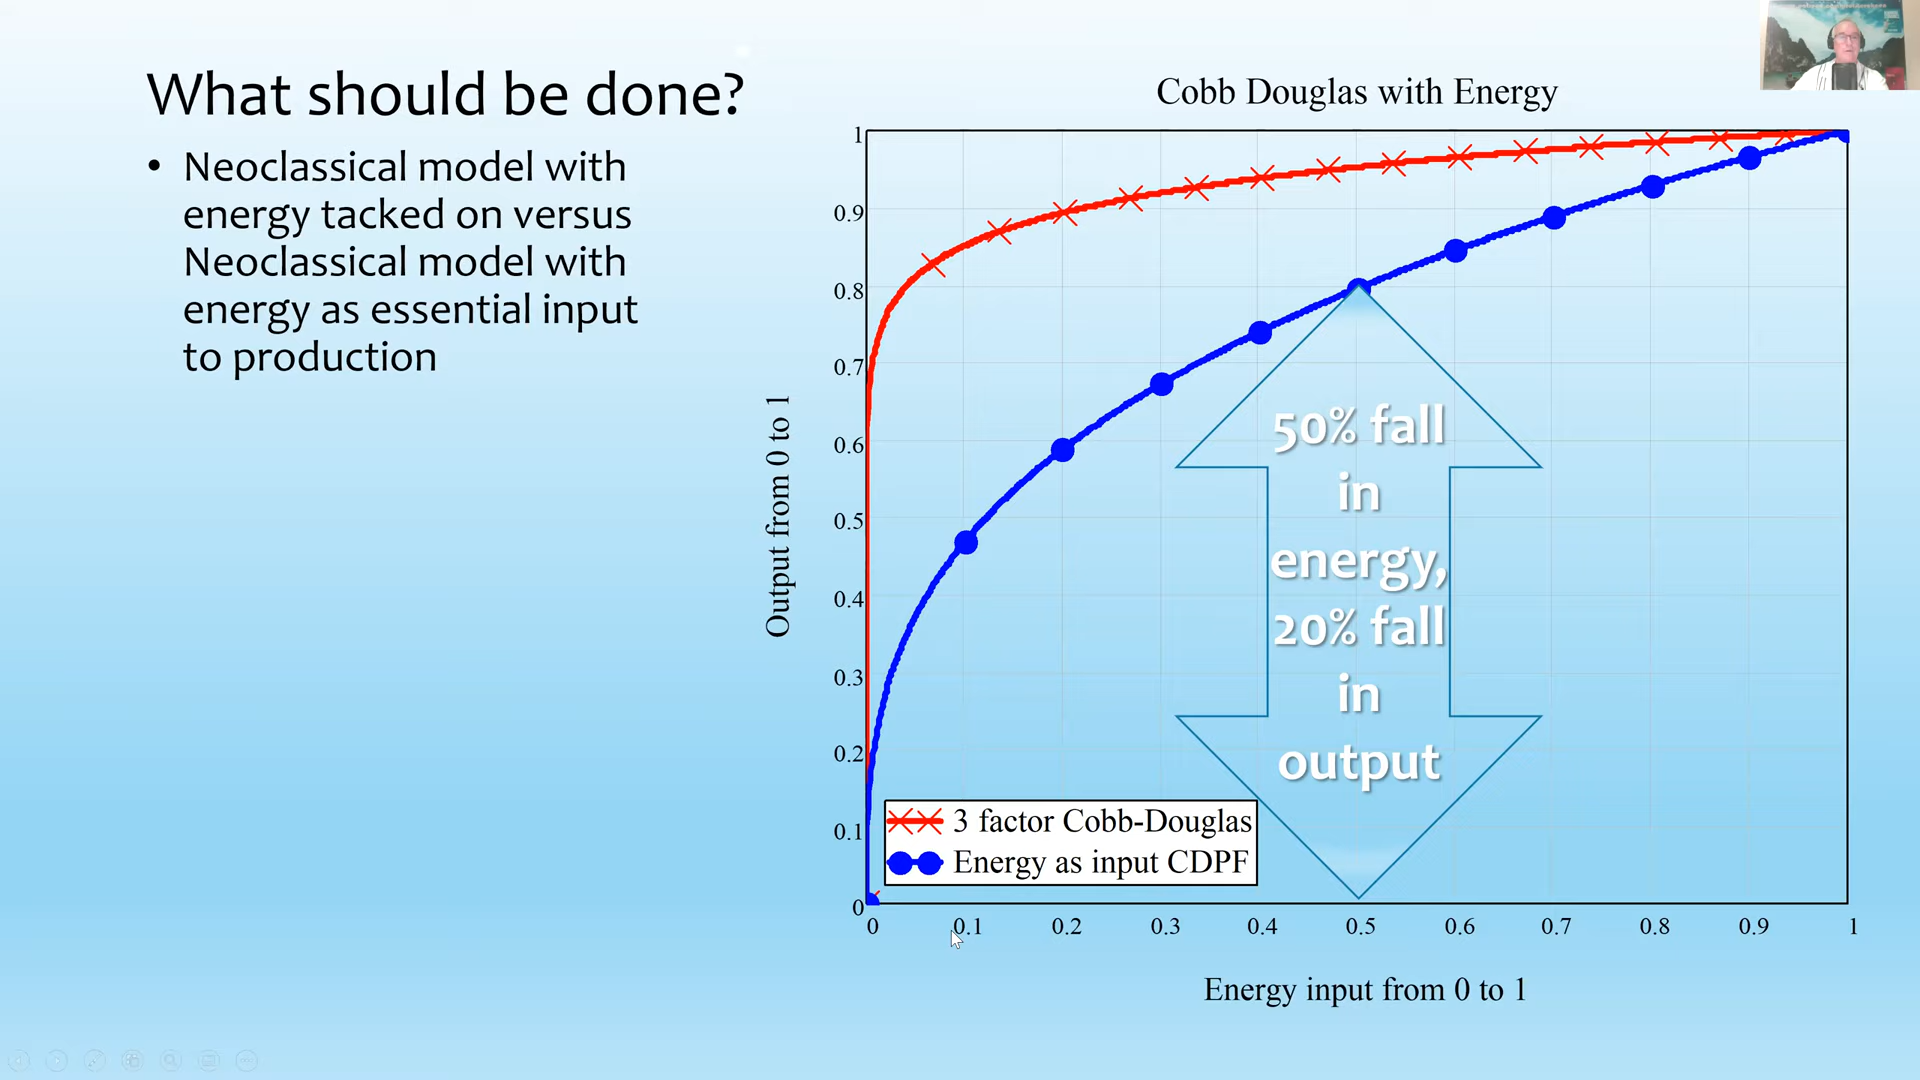 What should be done?
• Neoclassical model with
energy tacked on versus
Neoclassical model with
energy as essential input
to production
Cobb Douglas with Energy
Output from 0 to 1
1
0.9
0.8
0.7
0.6
0.5
0.4
0.3
0.2
0.1
0
50% fall
in
energy,
20% fall
in
output
3 factor Cobb-Douglas
Energy as input CDPF
0 0.1 0.2 0.3 0.4 0.5 0.6 0.7 0.8 0.9 1
Energy input from 0 to 1